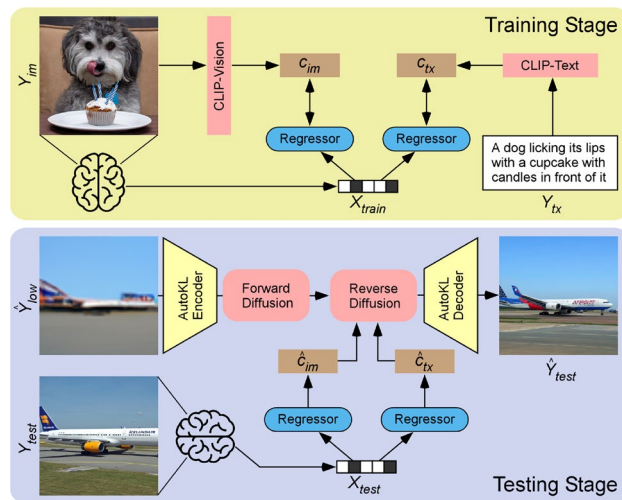 Training Stage
Y_im
CLIP-Vision
c_im
c_tx
CLIP-Text
Regressor
Regressor
A dog licking its lips
with a cupcake with
candles in front of it
X_train
Y_tx
Ŷ_low
AutoKL
Encoder
Forward
Diffusion
Reverse
Diffusion
AutoKL
Decoder
Ŷ_test
ĉ_im
ĉ_tx
Y_test
Regressor
Regressor
X_test
Testing Stage